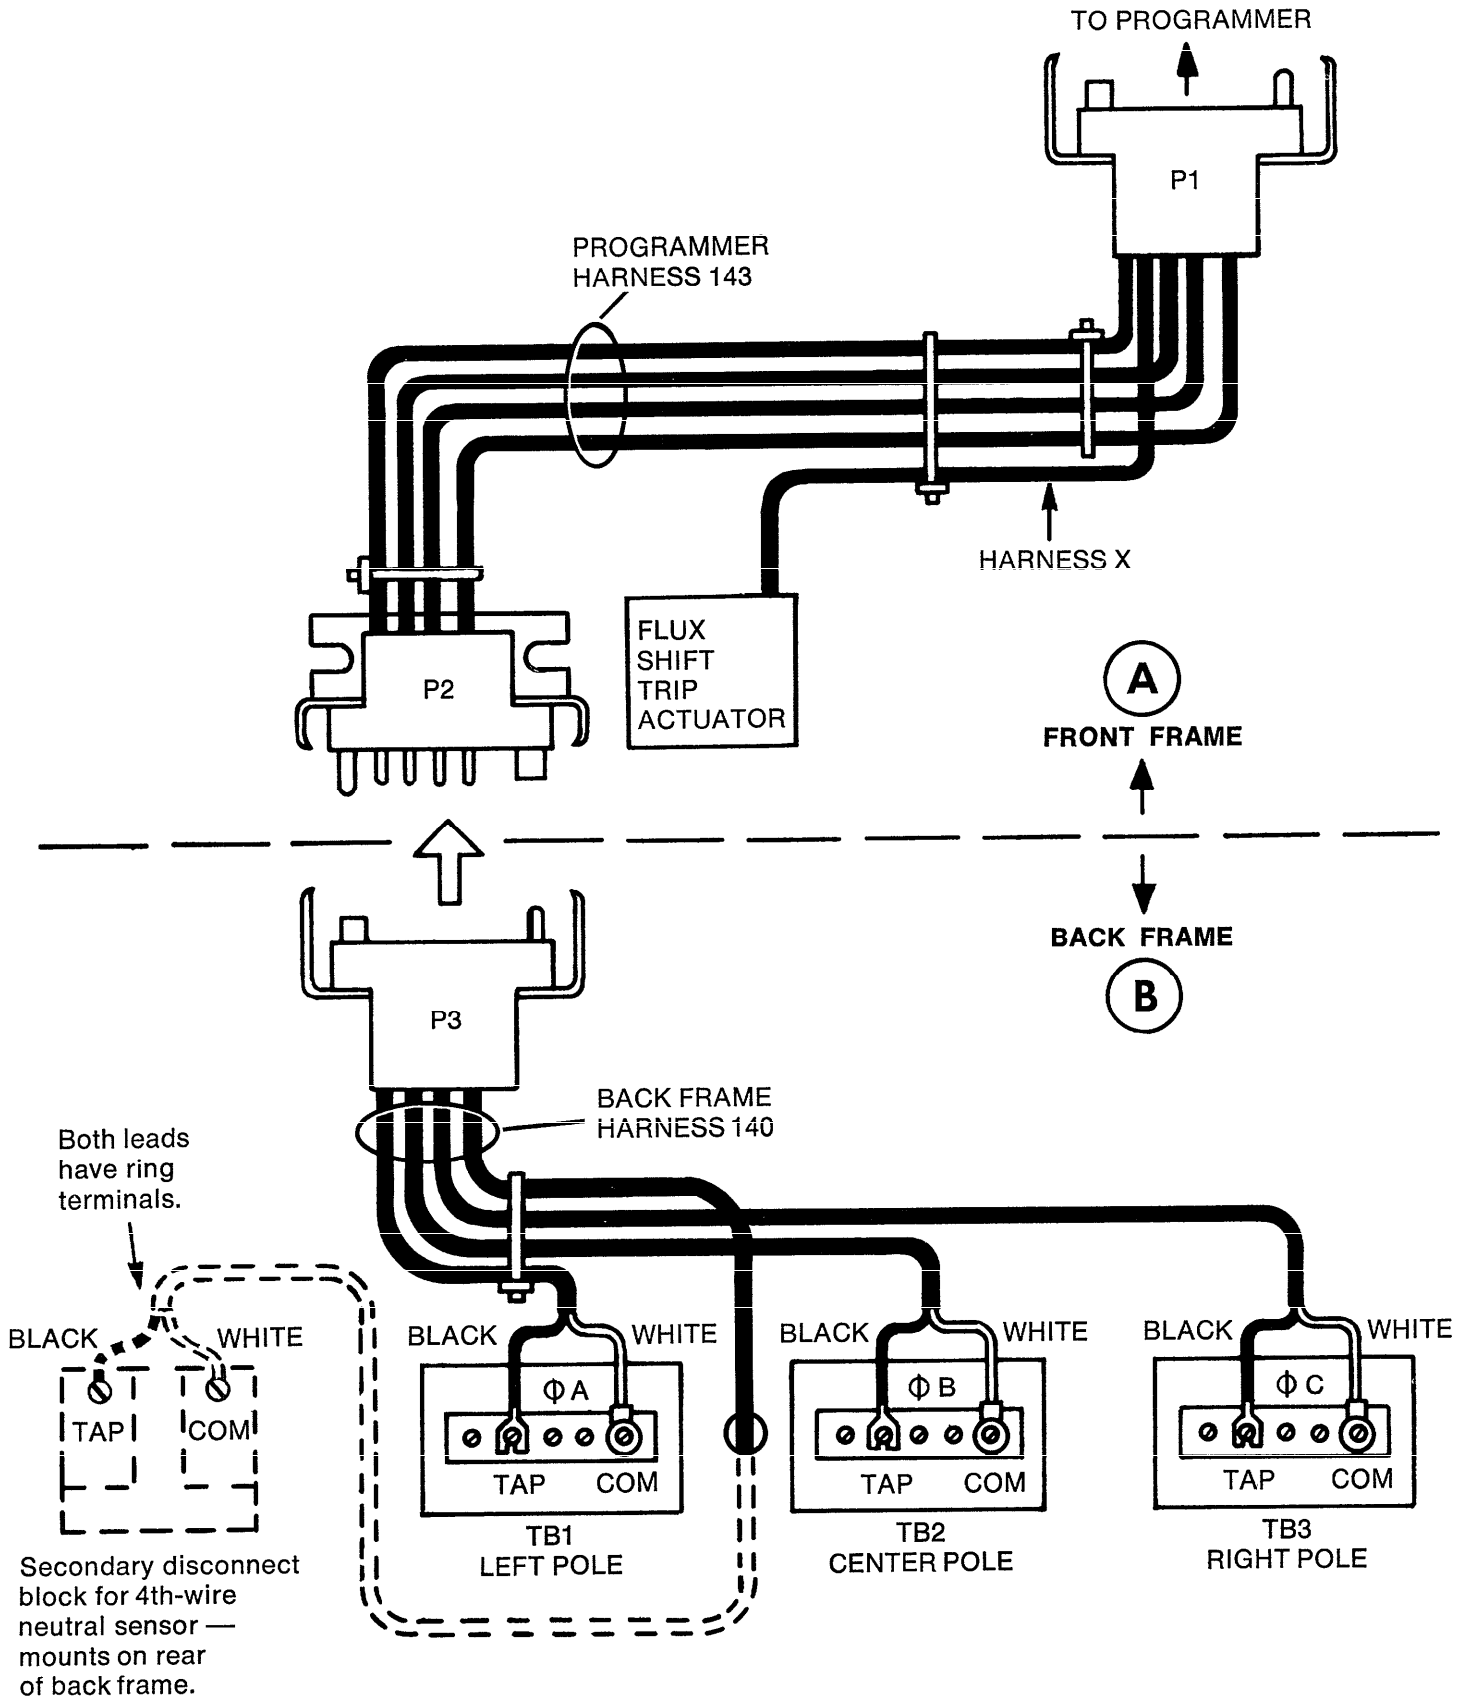 TO PROGRAMMER
P1
PROGRAMMER
HARNESS 143
HARNESS X
FLUX
SHIFT
TRIP
ACTUATOR
P2
A
FRONT FRAME
BACK FRAME
B
P3
BACK FRAME
HARNESS 140
Both leads
have ring
terminals.
BLACK
WHITE
TAP
COM
BLACK
WHITE
Φ A
TAP
COM
TB1
LEFT POLE
BLACK
WHITE
Φ B
TAP
COM
TB2
CENTER POLE
BLACK
WHITE
Φ C
TAP
COM
TB3
RIGHT POLE
Secondary disconnect
block for 4th-wire
neutral sensor —
mounts on rear
of back frame.